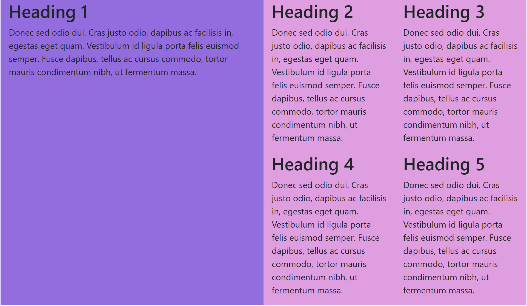 Heading 1
Donec sed odio dui. Cras justo odio, dapibus ac facilisis in,
egestas eget quam. Vestibulum id ligula porta felis euismod
semper. Fusce dapibus, tellus ac cursus commodo, tortor
mauris condimentum nibh, ut fermentum massa.
Heading 2
Donec sed odio dui. Cras
justo odio, dapibus ac facilisis
in, egestas eget quam.
Vestibulum id ligula porta
felis euismod semper. Fusce
dapibus, tellus ac cursus
commodo, tortor mauris
condimentum nibh, ut
fermentum massa.
Heading 3
Donec sed odio dui. Cras
justo odio, dapibus ac facilisis
in, egestas eget quam.
Vestibulum id ligula porta
felis euismod semper. Fusce
dapibus, tellus ac cursus
commodo, tortor mauris
condimentum nibh, ut
fermentum massa.
Heading 4
Donec sed odio dui. Cras
justo odio, dapibus ac facilisis
in, egestas eget quam.
Vestibulum id ligula porta
felis euismod semper. Fusce
dapibus, tellus ac cursus
commodo, tortor mauris
condimentum nibh, ut
fermentum massa.
Heading 5
Donec sed odio dui. Cras
justo odio, dapibus ac facilisis
in, egestas eget quam.
Vestibulum id ligula porta
felis euismod semper. Fusce
dapibus, tellus ac cursus
commodo, tortor mauris
condimentum nibh, ut
fermentum massa.